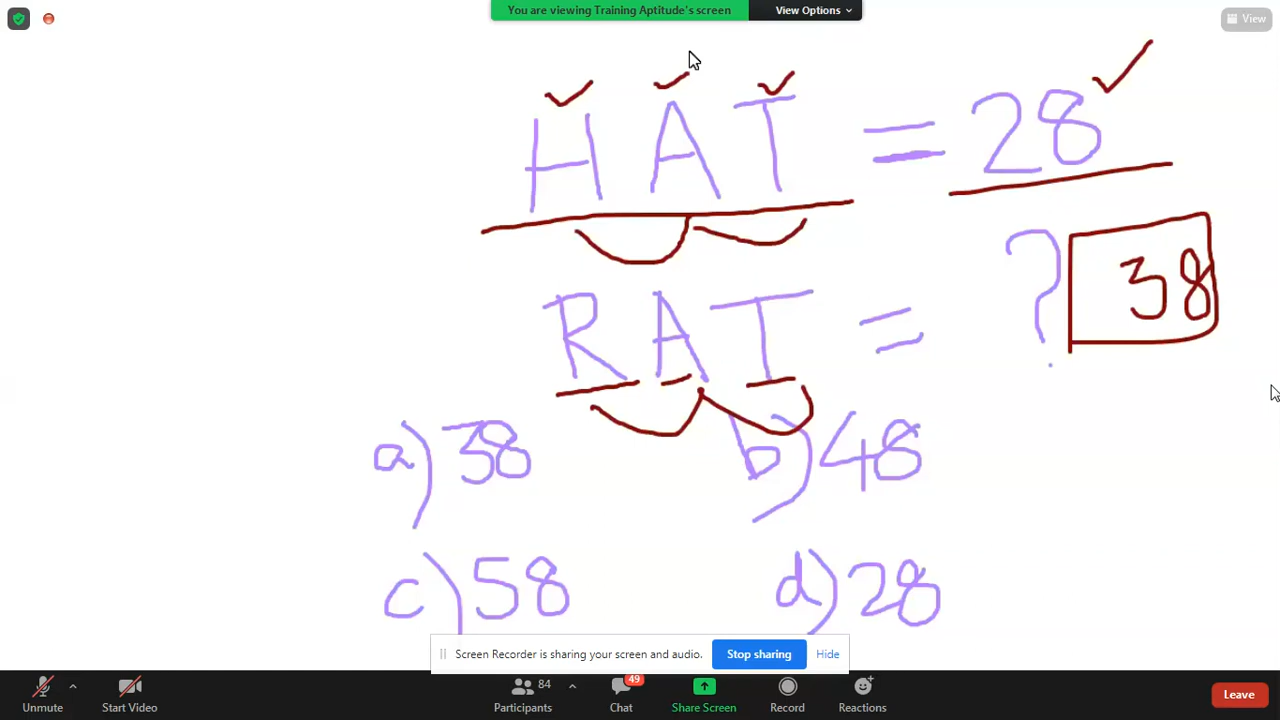 You are viewing Training Aptitude's screen
View Options
View
HAT = 28
RAT = ? 38
a) 38 b) 48
c) 58 d) 28
Screen Recorder is sharing your screen and audio. Stop sharing Hide
84 49
Unmute Start Video Participants Chat Share Screen Record Reactions Leave